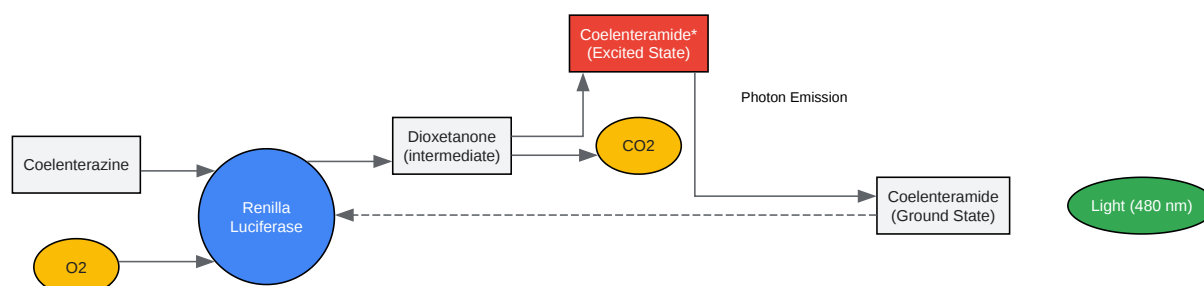 Coelenteramide*
(Excited State)
Photon Emission
Dioxetanone
(intermediate)
CO2
Coelenterazine
Renilla
Luciferase
Coelenteramide
(Ground State)
Light (480 nm)
O2